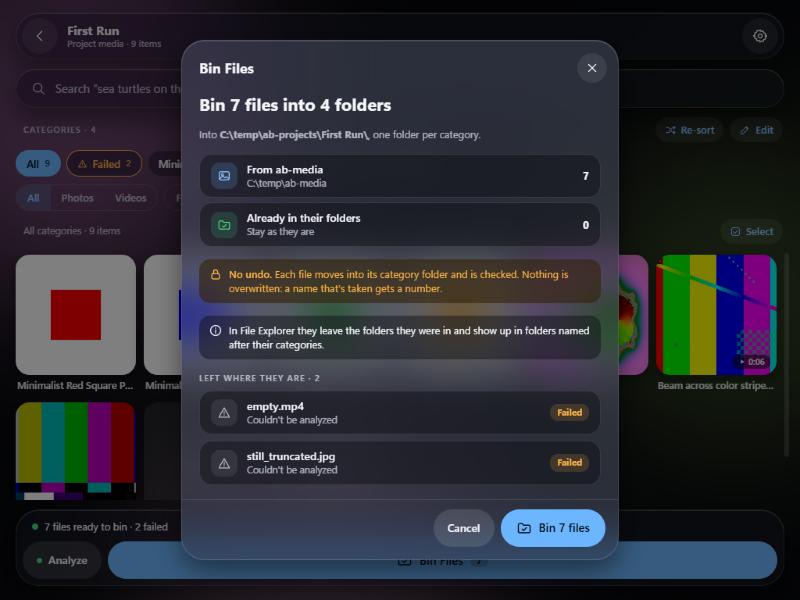 First Run
Project media · 9 items
Search "sea turtles on th
CATEGORIES · 4
Re-sort
Edit
All 9
Failed 2
Mini
All
Photos
Videos
F
All categories · 9 items
Select
Minimalist Red Square P...
Minimal
Beam across color stripe...
0:06
7 files ready to bin · 2 failed
Analyze
Bin Files 7
Bin Files
Bin 7 files into 4 folders
Into C:\temp\ab-projects\First Run\, one folder per category.
From ab-media
C:\temp\ab-media
7
Already in their folders
Stay as they are
0
No undo. Each file moves into its category folder and is checked. Nothing is
overwritten: a name that's taken gets a number.
In File Explorer they leave the folders they were in and show up in folders named
after their categories.
LEFT WHERE THEY ARE · 2
empty.mp4
Couldn't be analyzed
Failed
still_truncated.jpg
Couldn't be analyzed
Failed
Cancel
Bin 7 files